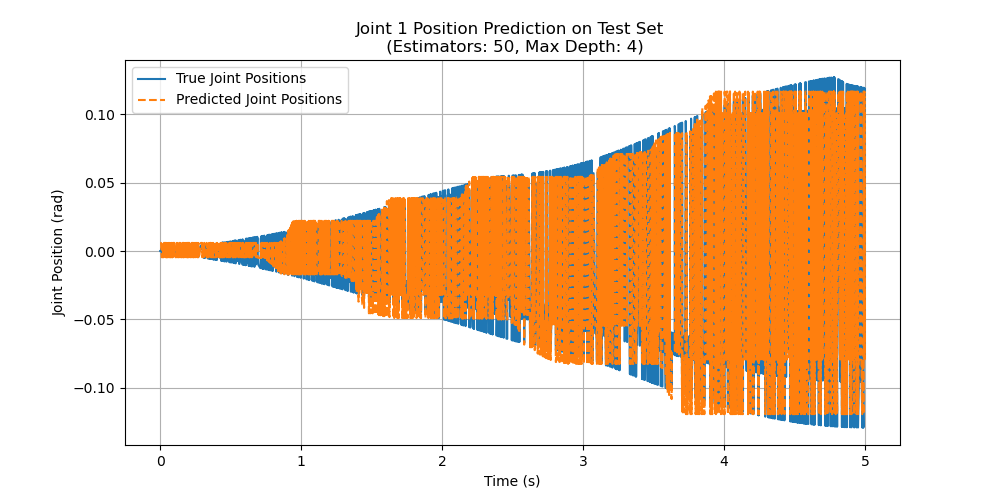 Joint 1 Position Prediction on Test Set
(Estimators: 50, Max Depth: 4)
True Joint Positions
Predicted Joint Positions
Joint Position (rad)
0.10
0.05
0.00
−0.05
−0.10
0 1 2 3 4 5
Time (s)